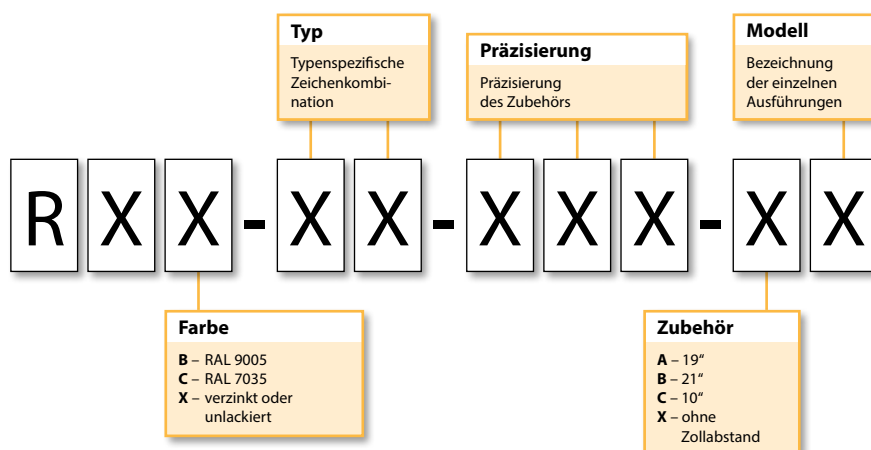 Typ
Typenspezifische
Zeichenkombi-
nation
Präzisierung
Präzisierung
des Zubehörs
Modell
Bezeichnung
der einzelnen
Ausführungen
R X X - X X - X X X - X X
Farbe
B – RAL 9005
C – RAL 7035
X – verzinkt oder
unlackiert
Zubehör
A – 19“
B – 21“
C – 10“
X – ohne
Zollabstand